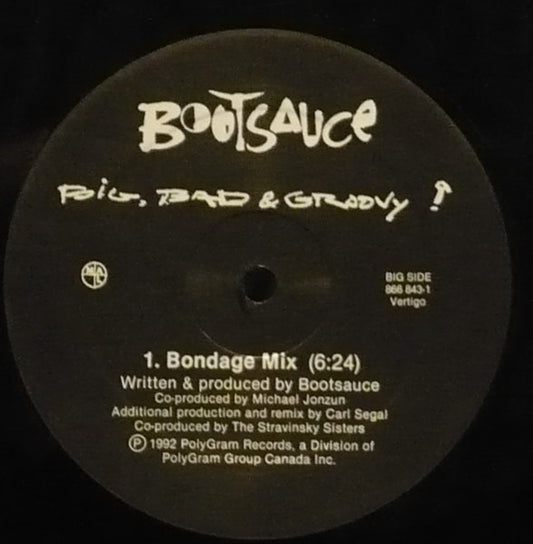 BOOTSAUCE
BIG, BAD & GROOVY !
BIG SIDE
866 843-1
Vertigo
1. Bondage Mix (6:24)
Written & produced by Bootsauce
Co-produced by Michael Jonzun
Additional production and remix by Carl Segal
Co-produced by The Stravinsky Sisters
Ⓟ 1992 PolyGram Records, a Division of
PolyGram Group Canada Inc.